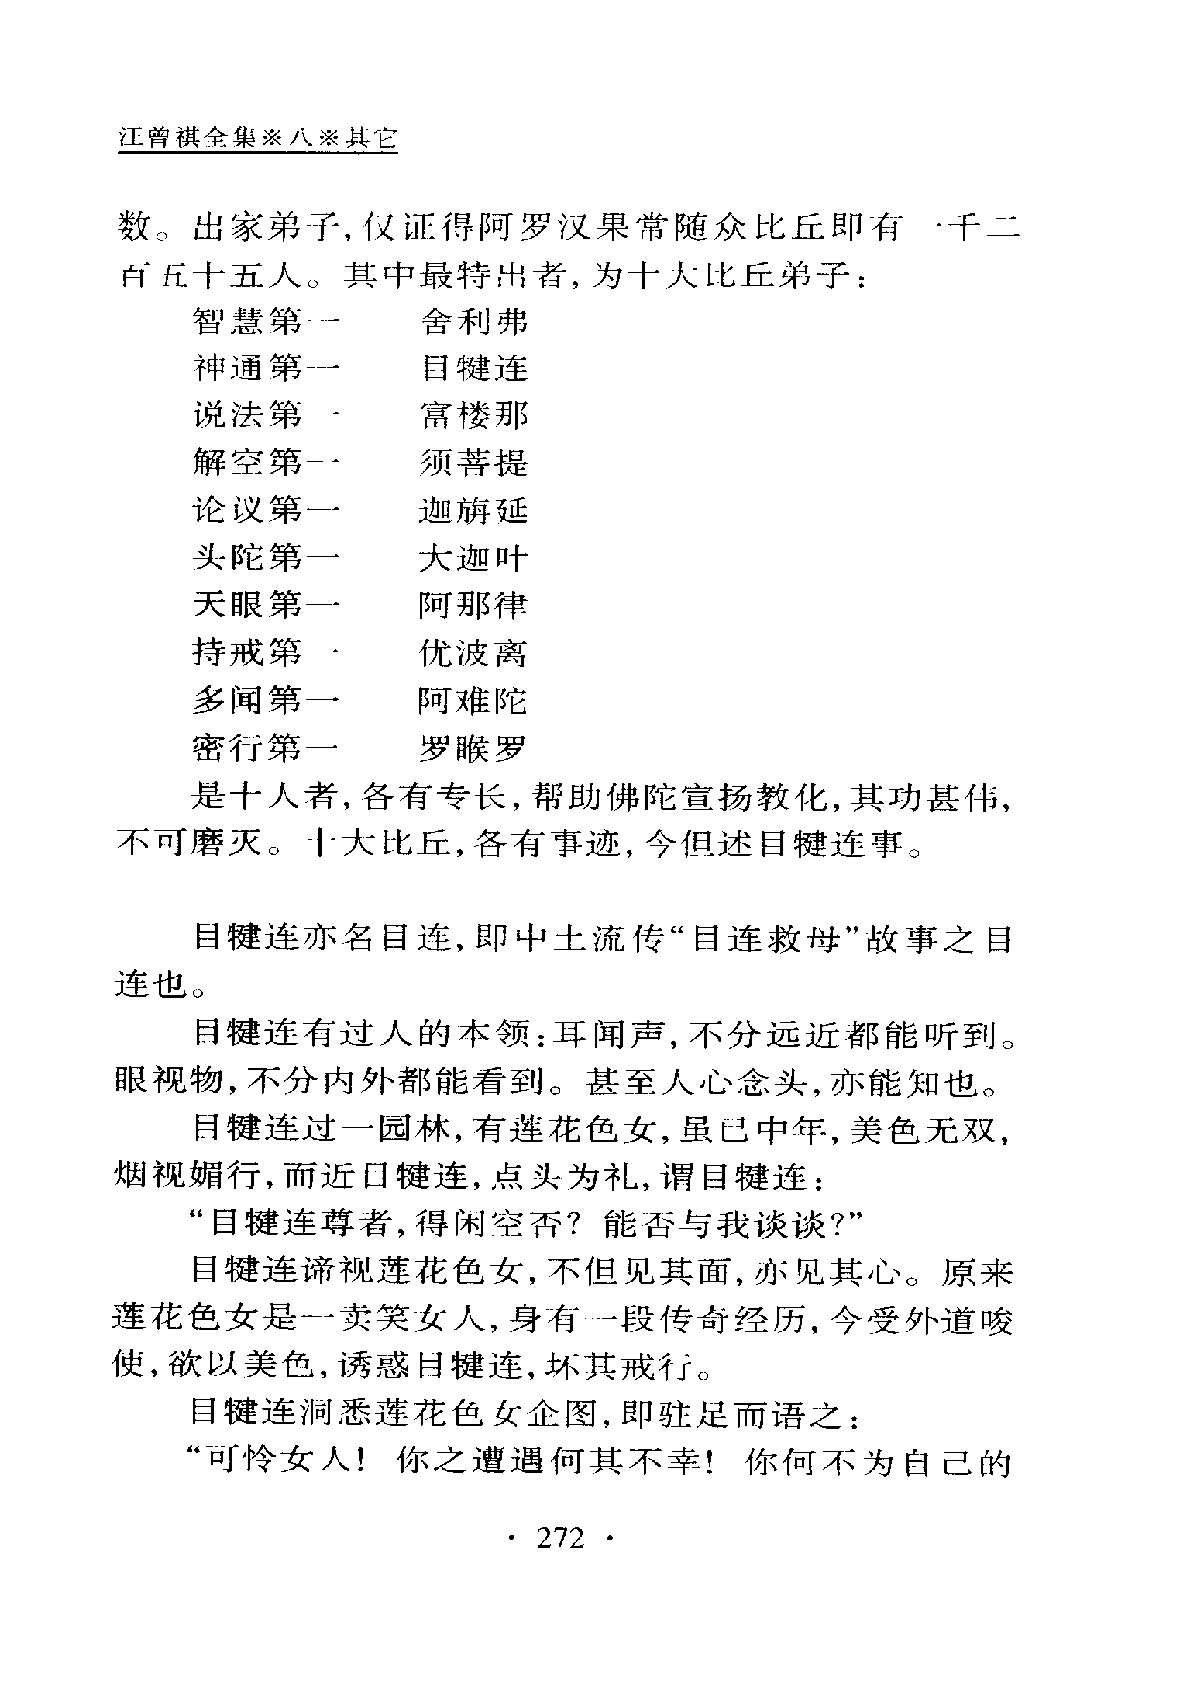 汪曾祺全集※八※其它
数。出家弟子,仅证得阿罗汉果常随众比丘即有一千二
百五十五人。其中最特出者,为十大比丘弟子:
智慧第一　　舍利弗
神通第一　　目犍连
说法第一　　富楼那
解空第一　　须菩提
论议第一　　迦旃延
头陀第一　　大迦叶
天眼第一　　阿那律
持戒第一　　优波离
多闻第一　　阿难陀
密行第一　　罗睺罗
是十人者,各有专长,帮助佛陀宣扬教化,其功甚伟,
不可磨灭。十大比丘,各有事迹,今但述目犍连事。
目犍连亦名目连,即中土流传“目连救母”故事之目
连也。
目犍连有过人的本领:耳闻声,不分远近都能听到。
眼视物,不分内外都能看到。甚至人心念头,亦能知也。
目犍连过一园林,有莲花色女,虽已中年,美色无双,
烟视媚行,而近目犍连,点头为礼,谓目犍连:
“目犍连尊者,得闲空否? 能否与我谈谈?”
目犍连谛视莲花色女,不但见其面,亦见其心。原来
莲花色女是一卖笑女人,身有一段传奇经历,今受外道唆
使,欲以美色,诱惑目犍连,坏其戒行。
目犍连洞悉莲花色女企图,即驻足而语之:
“可怜女人! 你之遭遇何其不幸! 你何不为自己的
· 272 ·